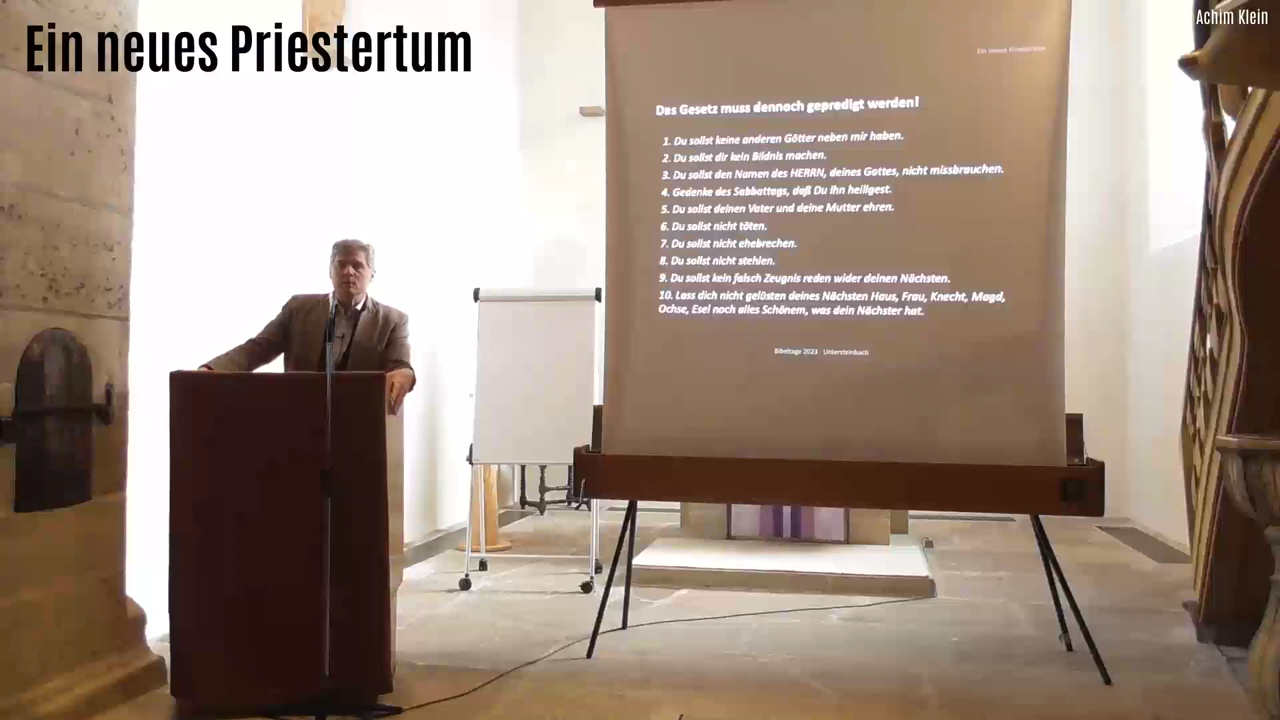 Ein neues Priestertum
Achim Klein
Ein neues Priestertum
Das Gesetz muss dennoch gepredigt werden!
1. Du sollst keine anderen Götter neben mir haben.
2. Du sollst dir kein Bildnis machen.
3. Du sollst den Namen des HERRN, deines Gottes, nicht missbrauchen.
4. Gedenke des Sabbattags, daß Du ihn heiligest.
5. Du sollst deinen Vater und deine Mutter ehren.
6. Du sollst nicht töten.
7. Du sollst nicht ehebrechen.
8. Du sollst nicht stehlen.
9. Du sollst kein falsch Zeugnis reden wider deinen Nächsten.
10. Lass dich nicht gelüsten deines Nächsten Haus, Frau, Knecht, Magd,
Ochse, Esel noch alles Schönem, was dein Nächster hat.
Bibeltage 2023 Untersteinbach